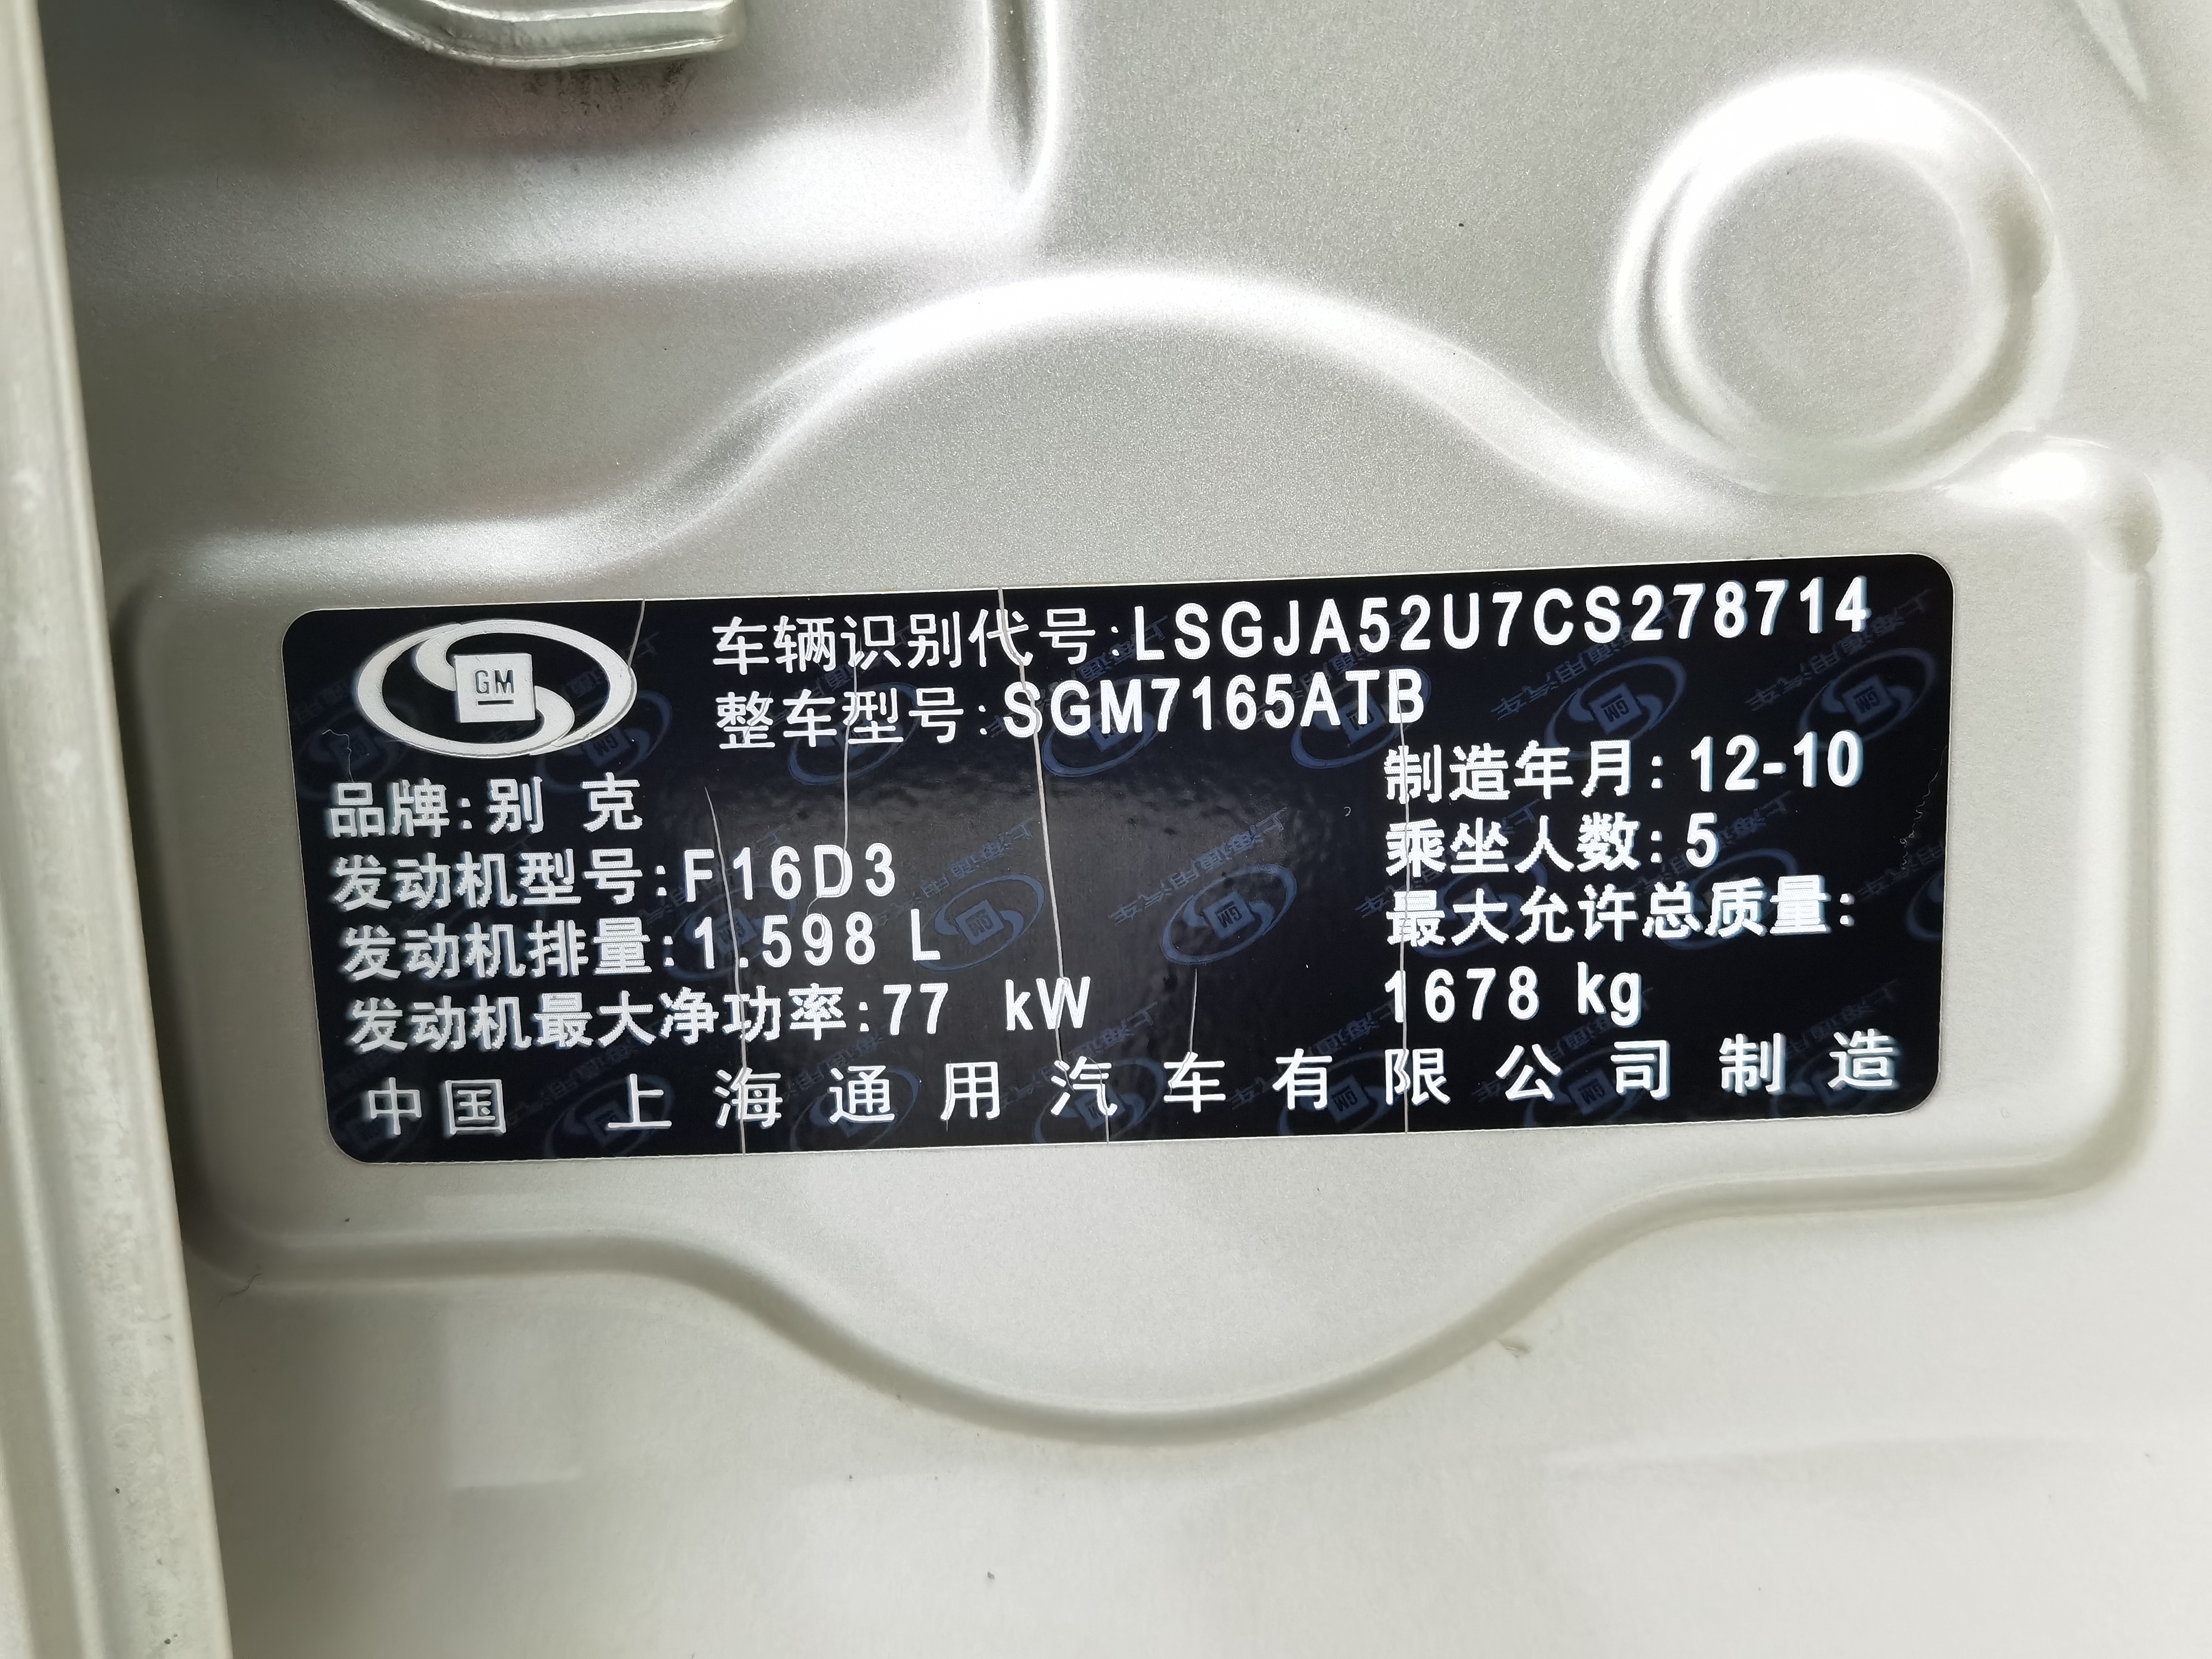 GM
车辆识别代号:LSGJA52U7CS278714
整车型号:SGM7165ATB
品牌:别 克
制造年月: 12-10
发动机型号:F16D3
乘坐人数: 5
发动机排量:1.598 L
最大允许总质量:
发动机最大净功率:77 kW
1678 kg
中国 上海通用汽车有限公司制造